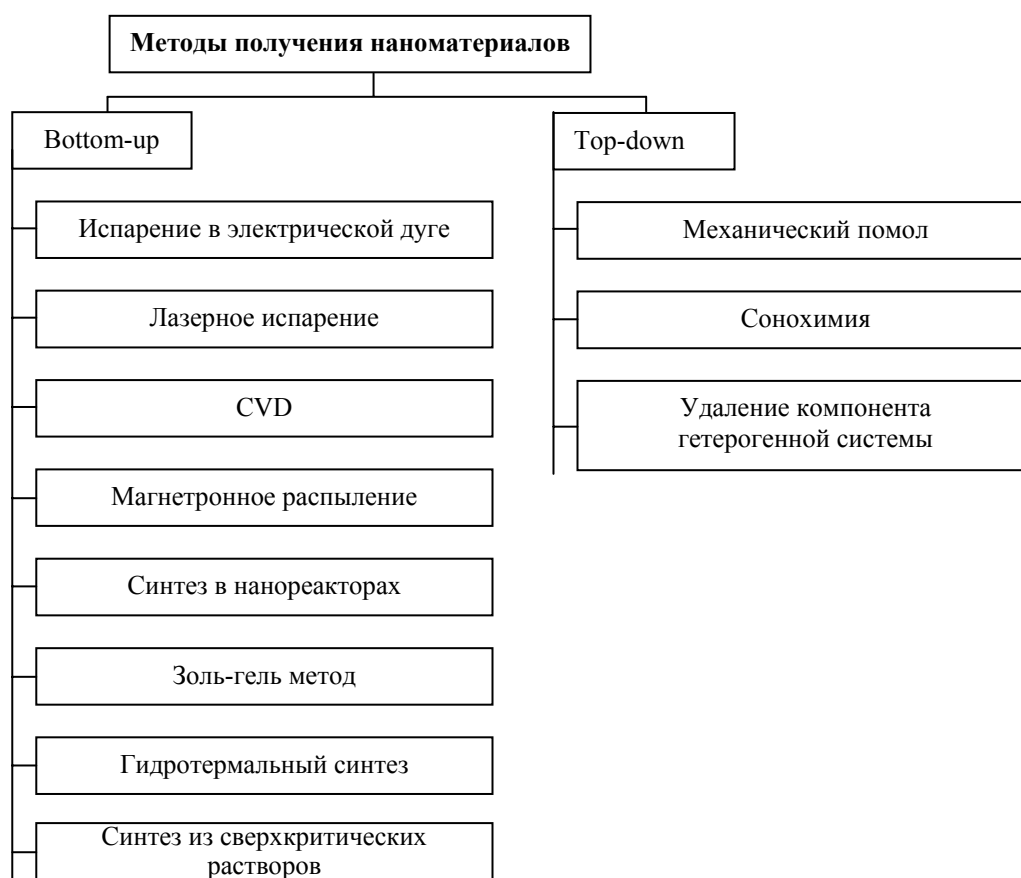 Методы получения наноматериалов
Bottom-up
Испарение в электрической дуге
Лазерное испарение
CVD
Магнетронное распыление
Синтез в нанореакторах
Золь-гель метод
Гидротермальный синтез
Синтез из сверхкритических
растворов
Top-down
Механический помол
Сонохимия
Удаление компонента
гетерогенной системы